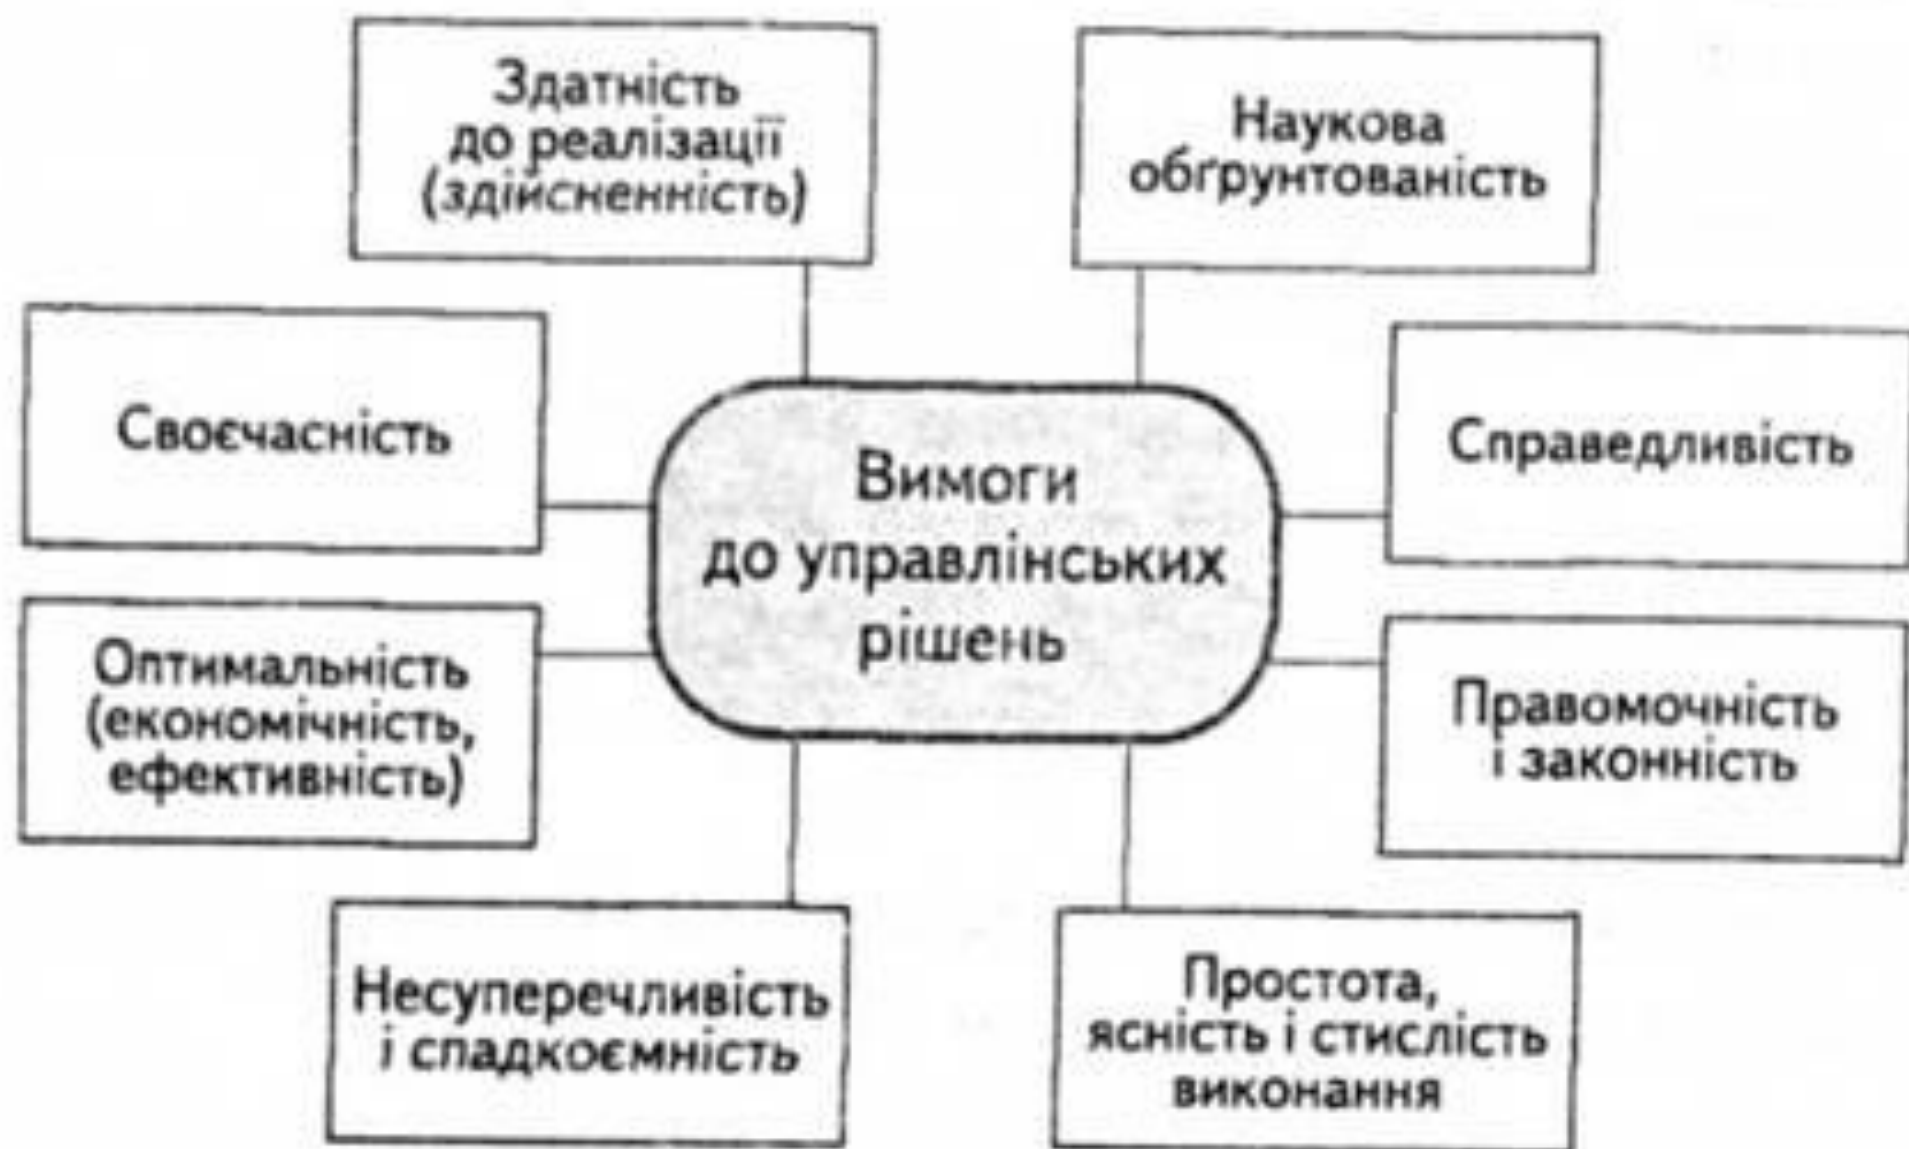 Здатність
до реалізації
(здійсненність)
Наукова
обґрунтованість
Своєчасність
Справедливість
Вимоги
до управлінських
рішень
Оптимальність
(економічність,
ефективність)
Правомочність
і законність
Несуперечливість
і спадкоємність
Простота,
ясність і стислість
виконання